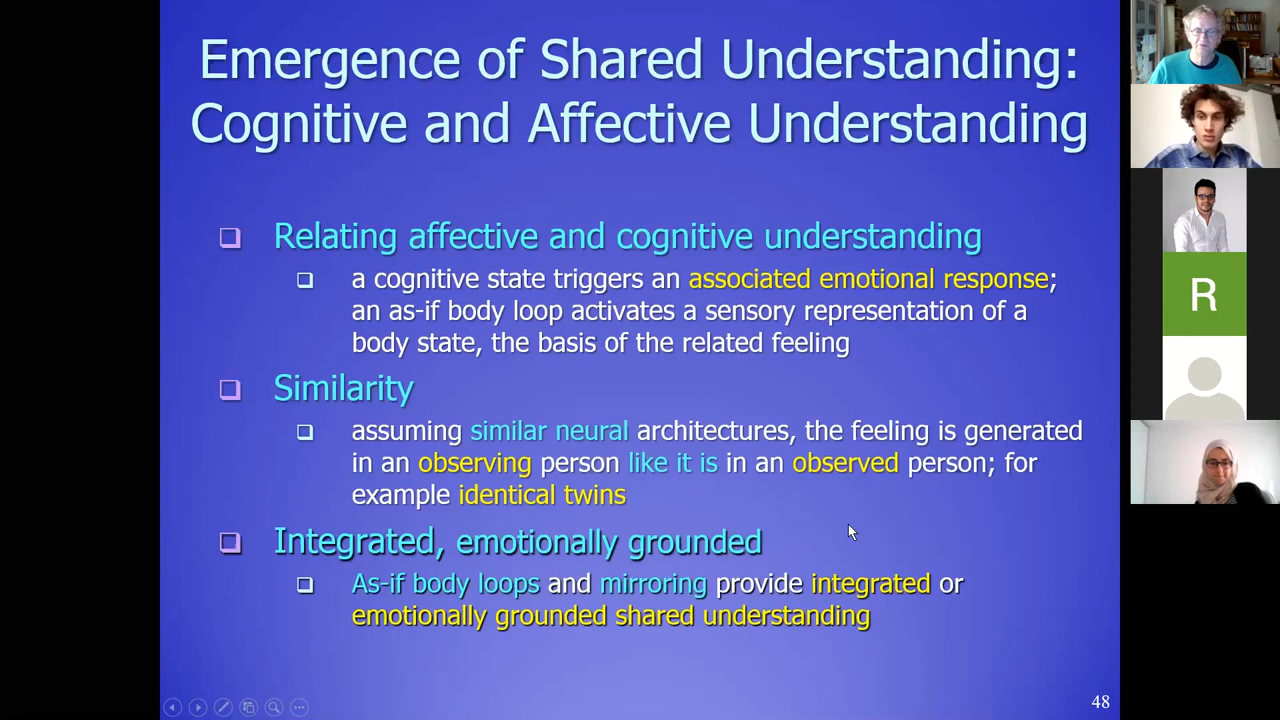 Emergence of Shared Understanding:
Cognitive and Affective Understanding
Relating affective and cognitive understanding
a cognitive state triggers an associated emotional response;
an as-if body loop activates a sensory representation of a
body state, the basis of the related feeling
Similarity
assuming similar neural architectures, the feeling is generated
in an observing person like it is in an observed person; for
example identical twins
Integrated, emotionally grounded
As-if body loops and mirroring provide integrated or
emotionally grounded shared understanding
48
R